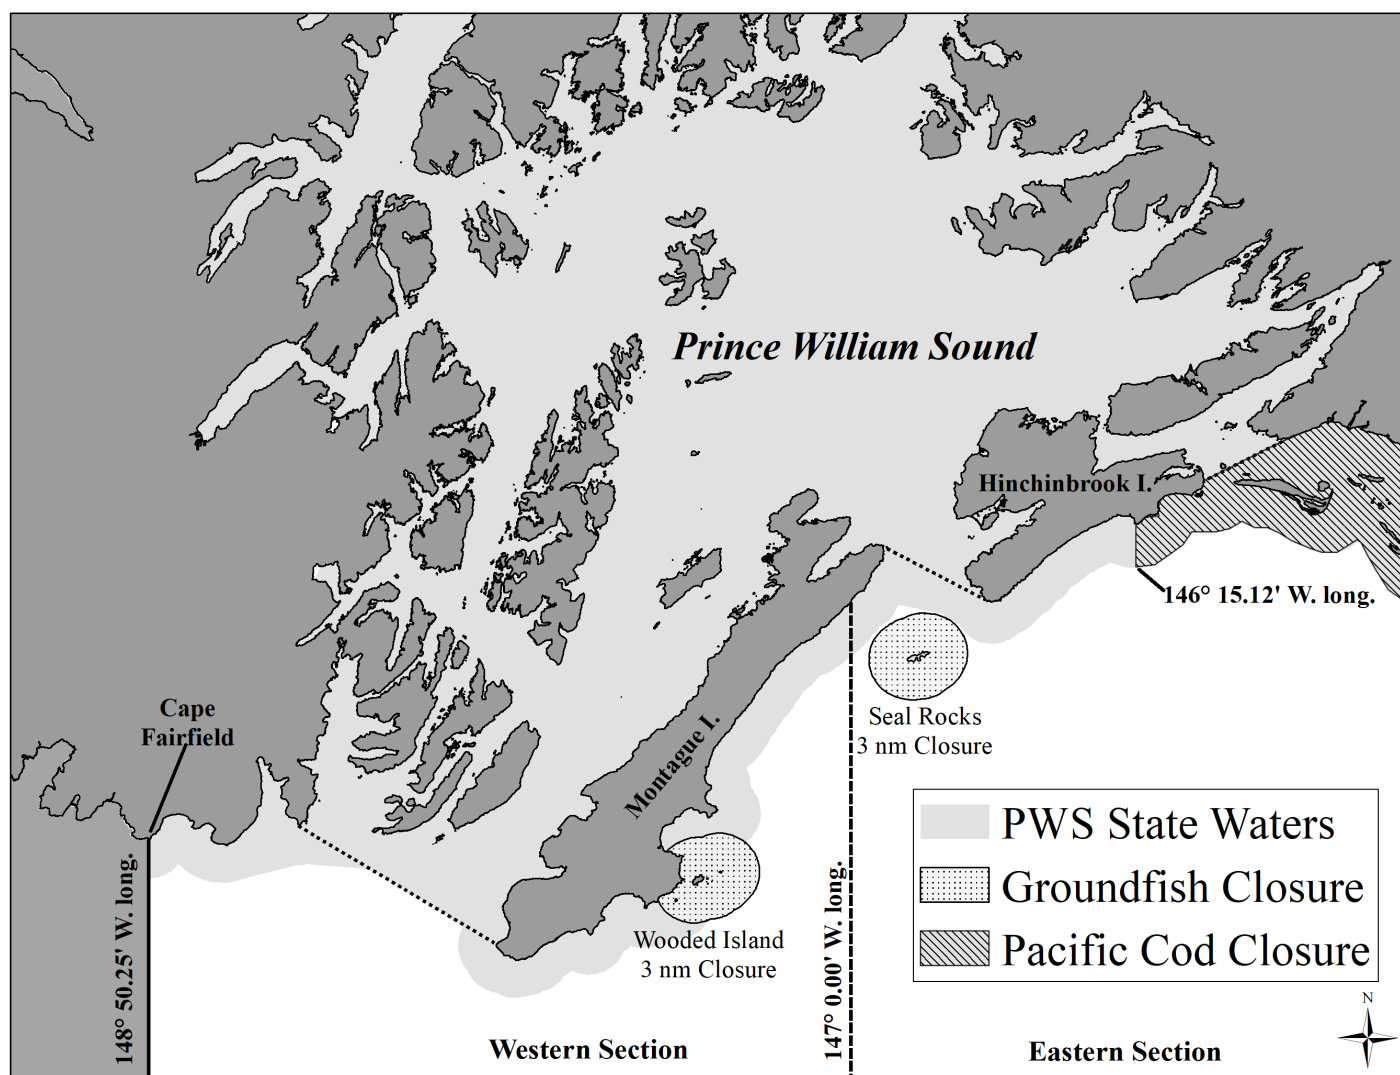 Prince William Sound
Hinchinbrook I.
146° 15.12' W. long.
Cape
Fairfield
Seal Rocks
3 nm Closure
Montague I.
PWS State Waters
Groundfish Closure
Pacific Cod Closure
Wooded Island
3 nm Closure
148° 50.25' W. long.
147° 0.00' W. long.
N
Western Section
Eastern Section